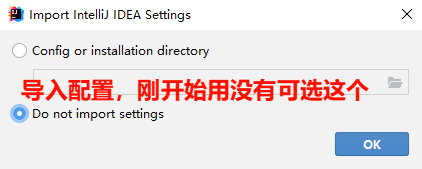 Import IntelliJ IDEA Settings
Config or installation directory
导入配置，刚开始用没有可选这个
Do not import settings
OK